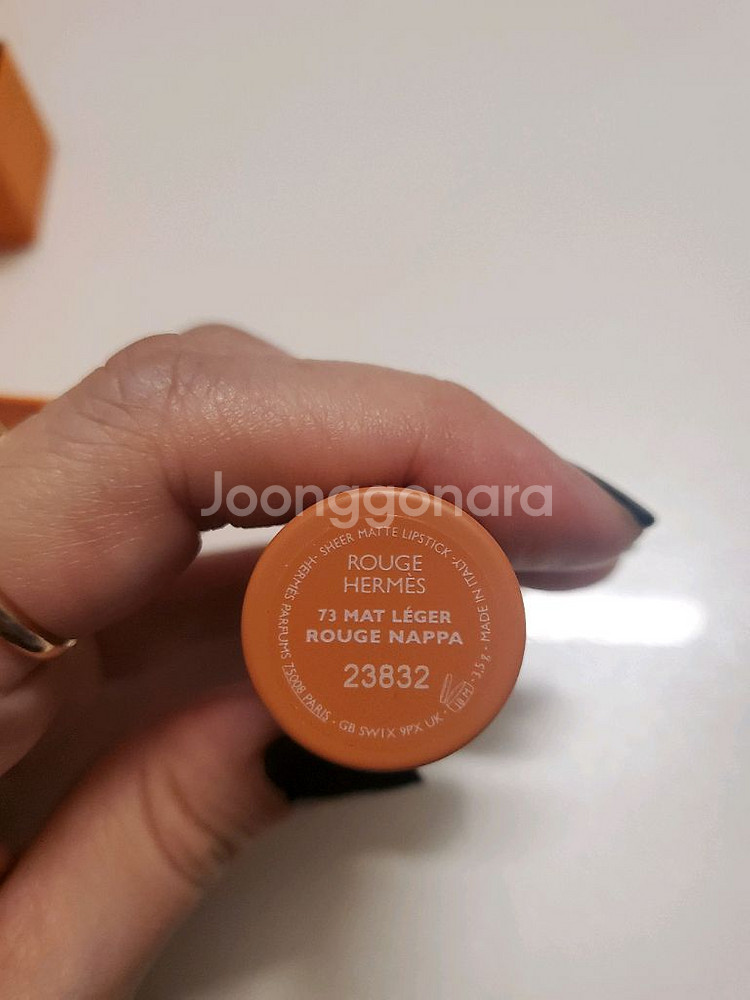 Joonggonara
- SHEER MATTE LIPSTICK -
ROUGE
HERMÈS
73 MAT LÉGER
ROUGE NAPPA
23832
HERMÈS PARFUMS 75008 PARIS - GB SW1X 9PX UK -
18 M
- 3,5 g - MADE IN ITALY